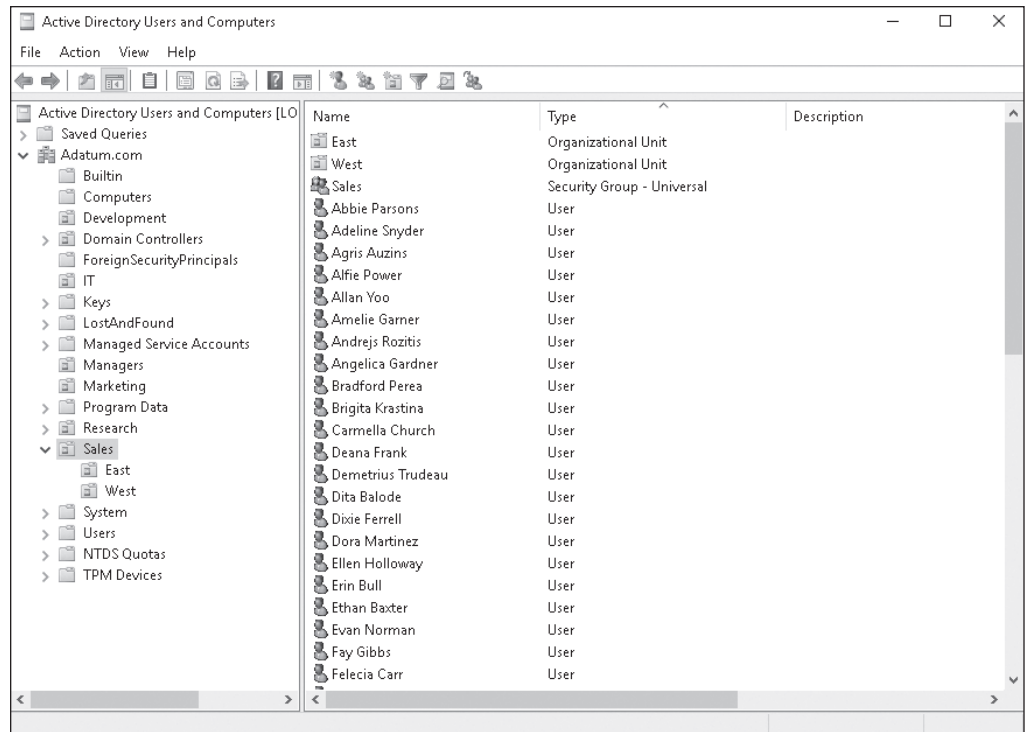 Active Directory Users and Computers
File Action View Help
Active Directory Users and Computers [LO
Saved Queries
Adatum.com
Builtin
Computers
Development
Domain Controllers
ForeignSecurityPrincipals
IT
Keys
LostAndFound
Managed Service Accounts
Managers
Marketing
Program Data
Research
Sales
East
West
System
Users
NTDS Quotas
TPM Devices
Name Type Description
East Organizational Unit
West Organizational Unit
Sales Security Group - Universal
Abbie Parsons User
Adeline Snyder User
Agris Auzins User
Alfie Power User
Allan Yoo User
Amelie Garner User
Andrejs Rozitis User
Angelica Gardner User
Bradford Perea User
Brigita Krastina User
Carmella Church User
Deana Frank User
Demetrius Trudeau User
Dita Balode User
Dixie Ferrell User
Dora Martinez User
Ellen Holloway User
Erin Bull User
Ethan Baxter User
Evan Norman User
Fay Gibbs User
Felecia Carr User